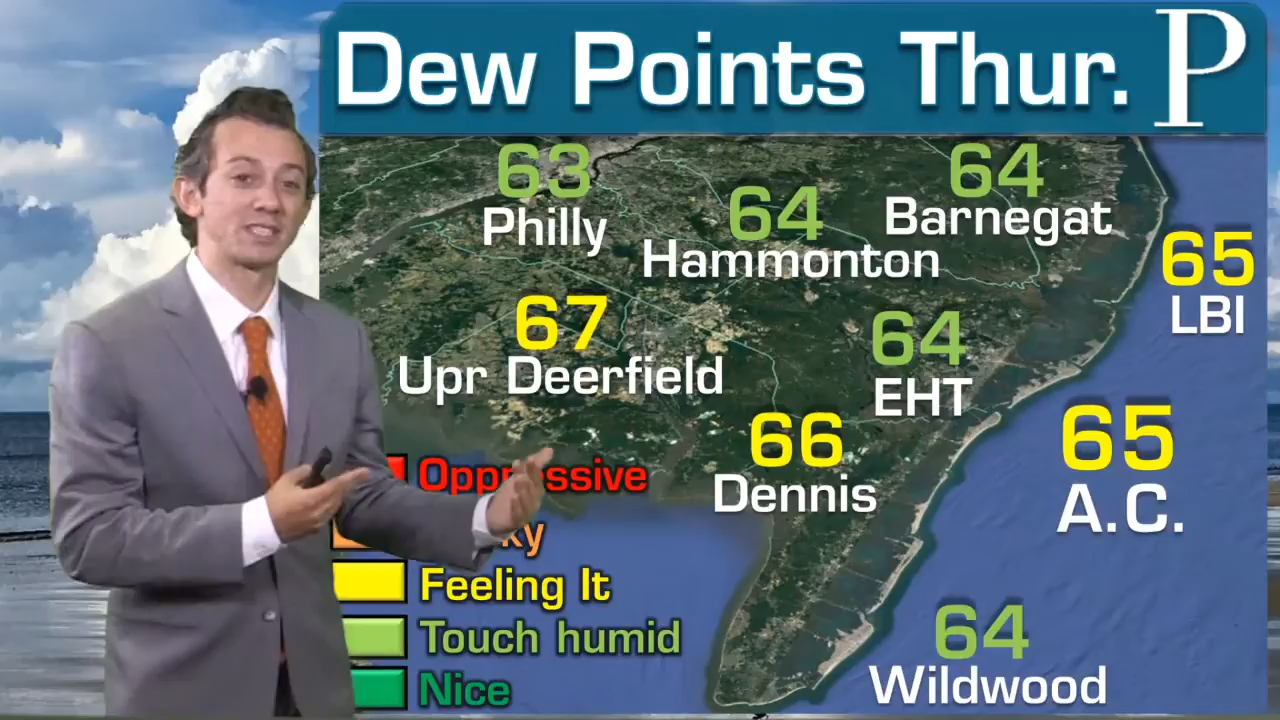 Dew Points Thur. P
63
Philly
64
Hammonton
64
Barnegat
65
LBI
67
Upr Deerfield
64
EHT
66
Dennis
65
A.C.
Feeling It
Touch humid
Nice
64
Wildwood